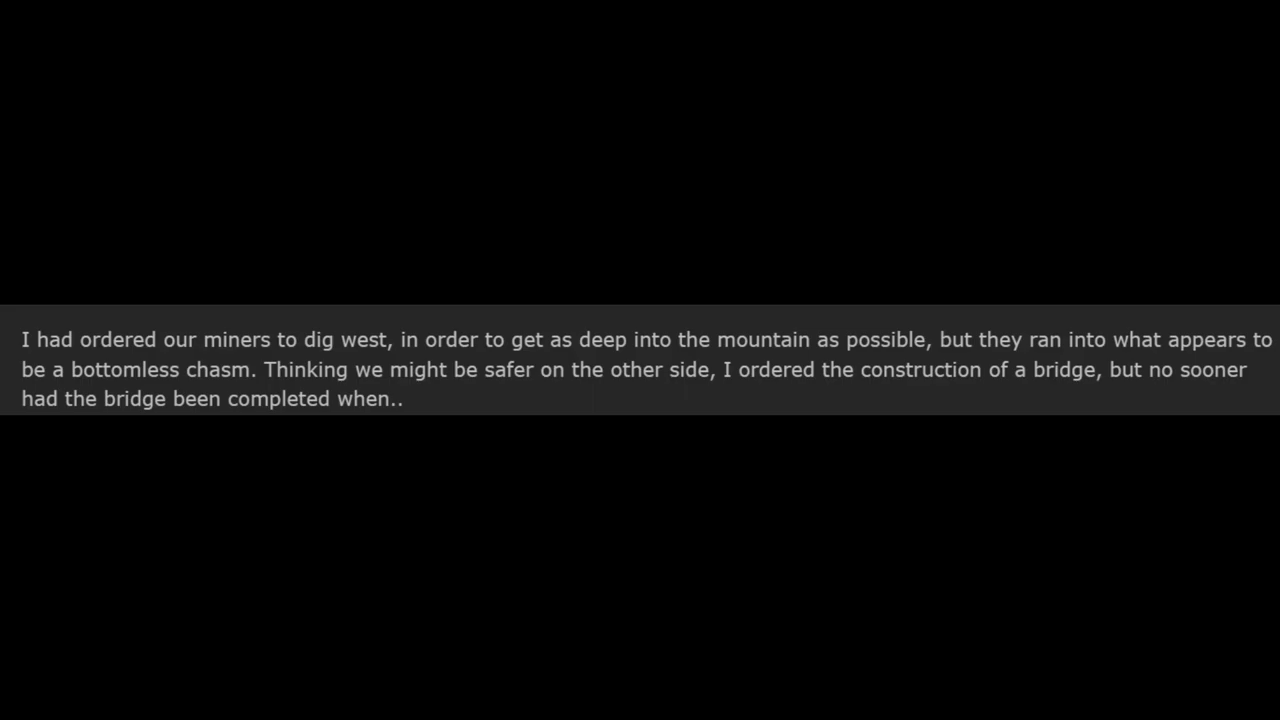 I had ordered our miners to dig west, in order to get as deep into the mountain as possible, but they ran into what appears to
be a bottomless chasm. Thinking we might be safer on the other side, I ordered the construction of a bridge, but no sooner
had the bridge been completed when..